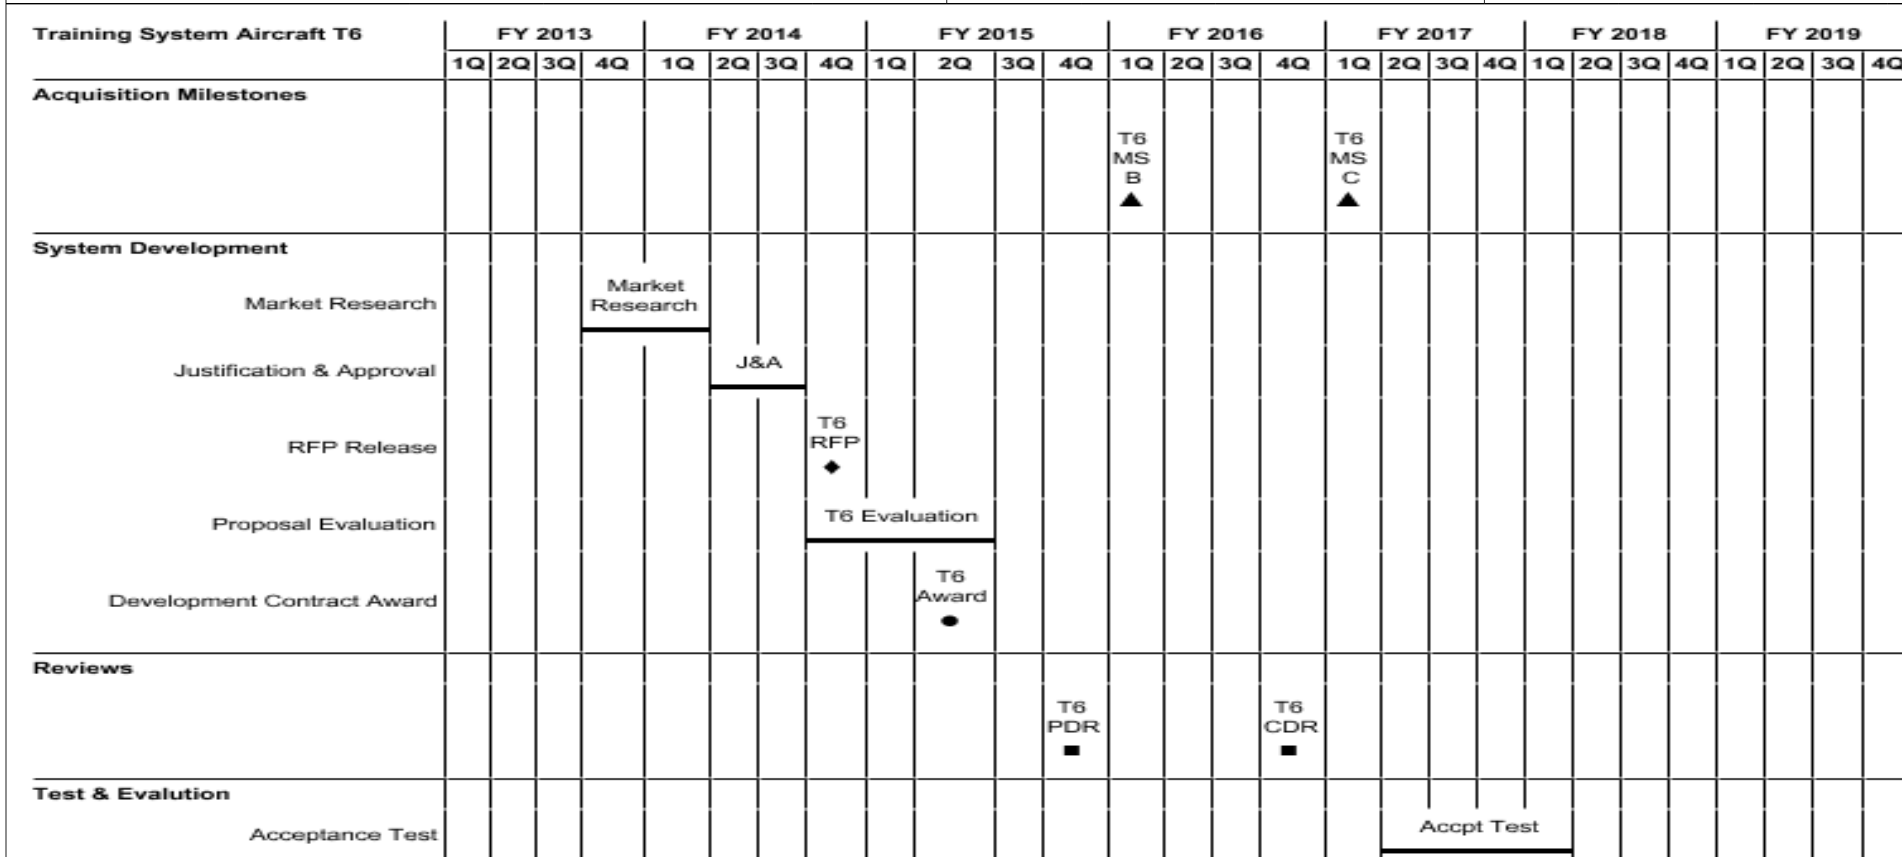 Training System Aircraft T6 FY 2013 FY 2014 FY 2015 FY 2016 FY 2017 FY 2018 FY 2019
1Q 2Q 3Q 4Q 1Q 2Q 3Q 4Q 1Q 2Q 3Q 4Q 1Q 2Q 3Q 4Q 1Q 2Q 3Q 4Q 1Q 2Q 3Q 4Q 1Q 2Q 3Q 4Q
Acquisition Milestones
T6 T6
MS MS
B C
System Development
Market
Market Research Research
J&A
Justification & Approval
T6
RFP
RFP Release
T6 Evaluation
Proposal Evaluation
T6
Development Contract Award Award
Reviews
T6 T6
PDR CDR
Test & Evalution
Accpt Test
Acceptance Test